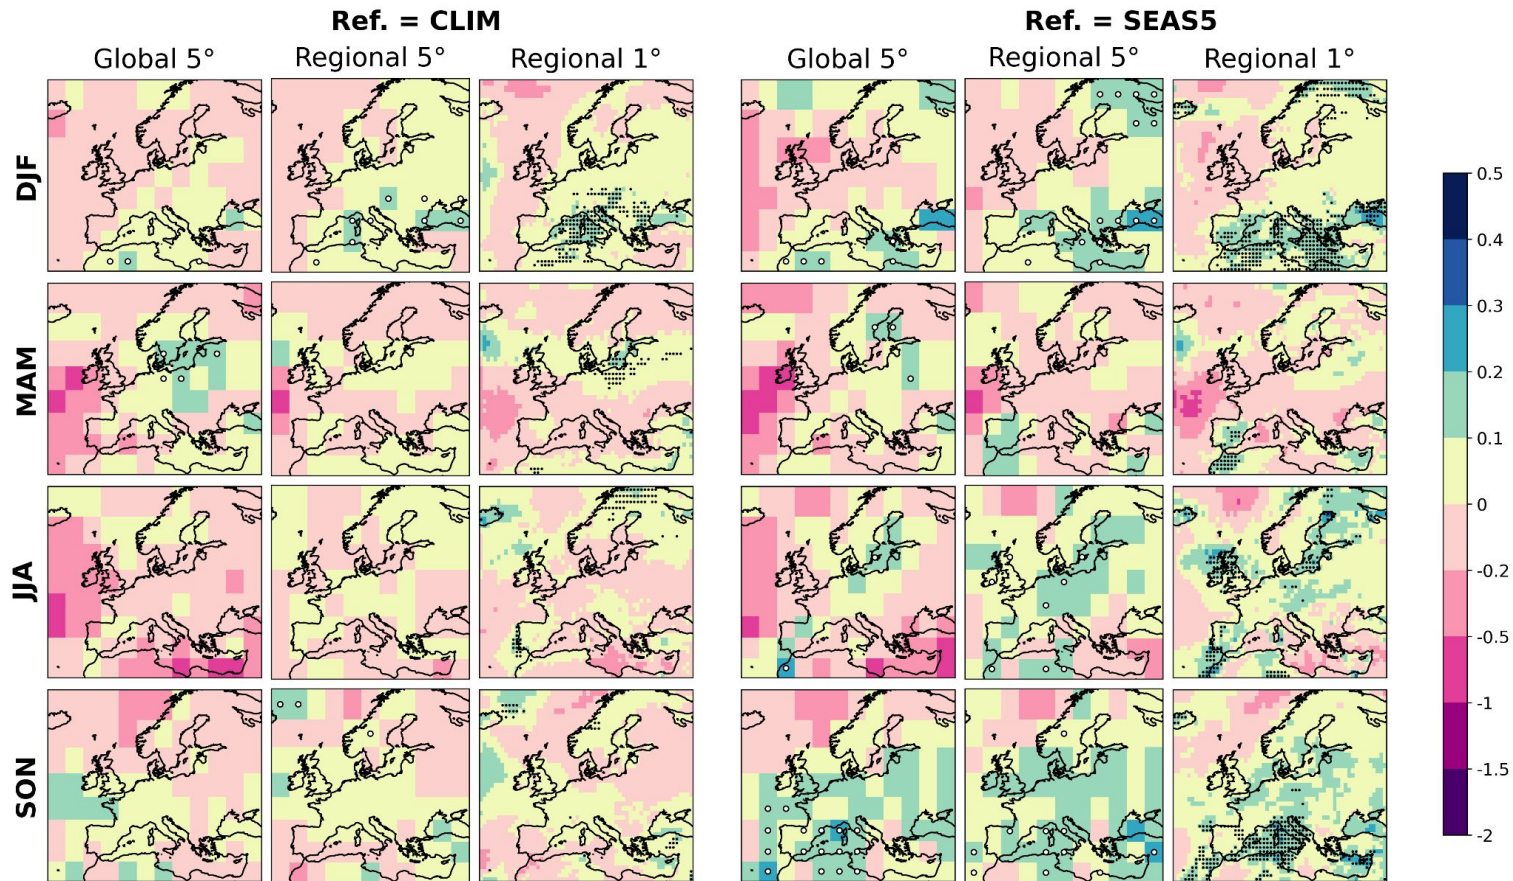 Ref. = CLIM Ref. = SEAS5
Global 5° Regional 5° Regional 1° Global 5° Regional 5° Regional 1°
DJF
MAM
JJA
SON
0.5
0.4
0.3
0.2
0.1
0
-0.2
-0.5
-1
-1.5
-2